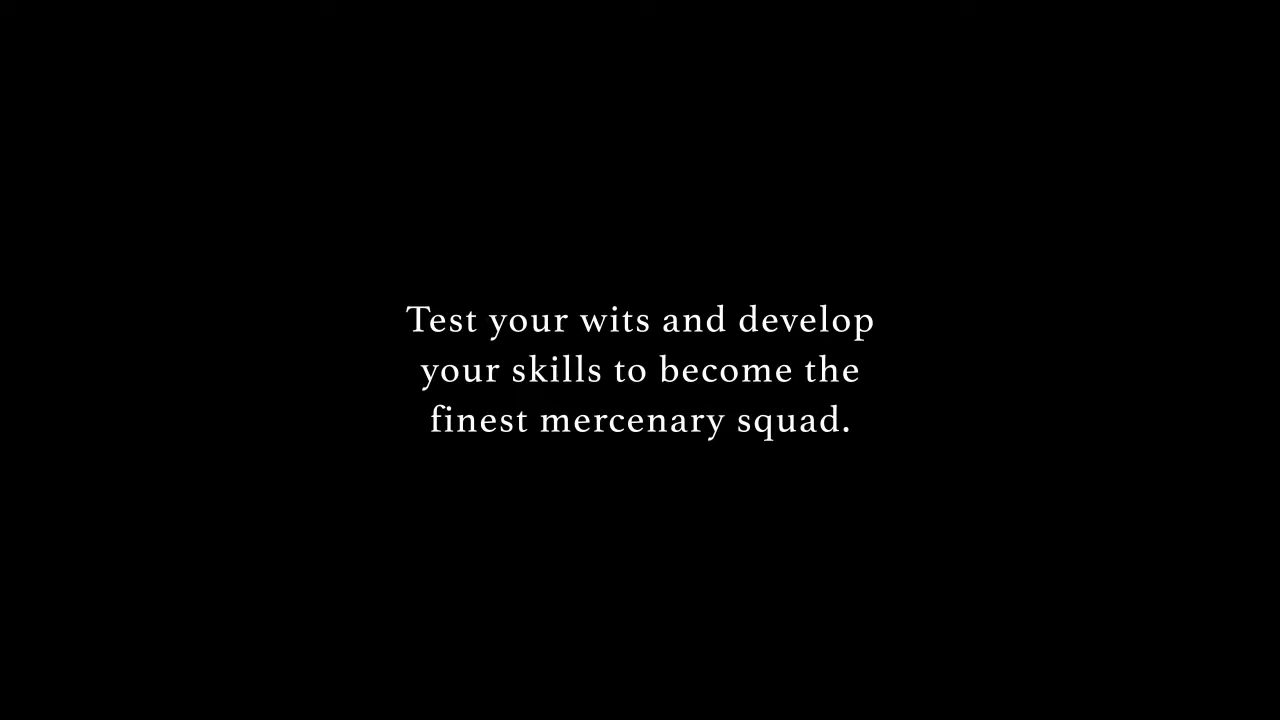 Test your wits and develop
your skills to become the
finest mercenary squad.